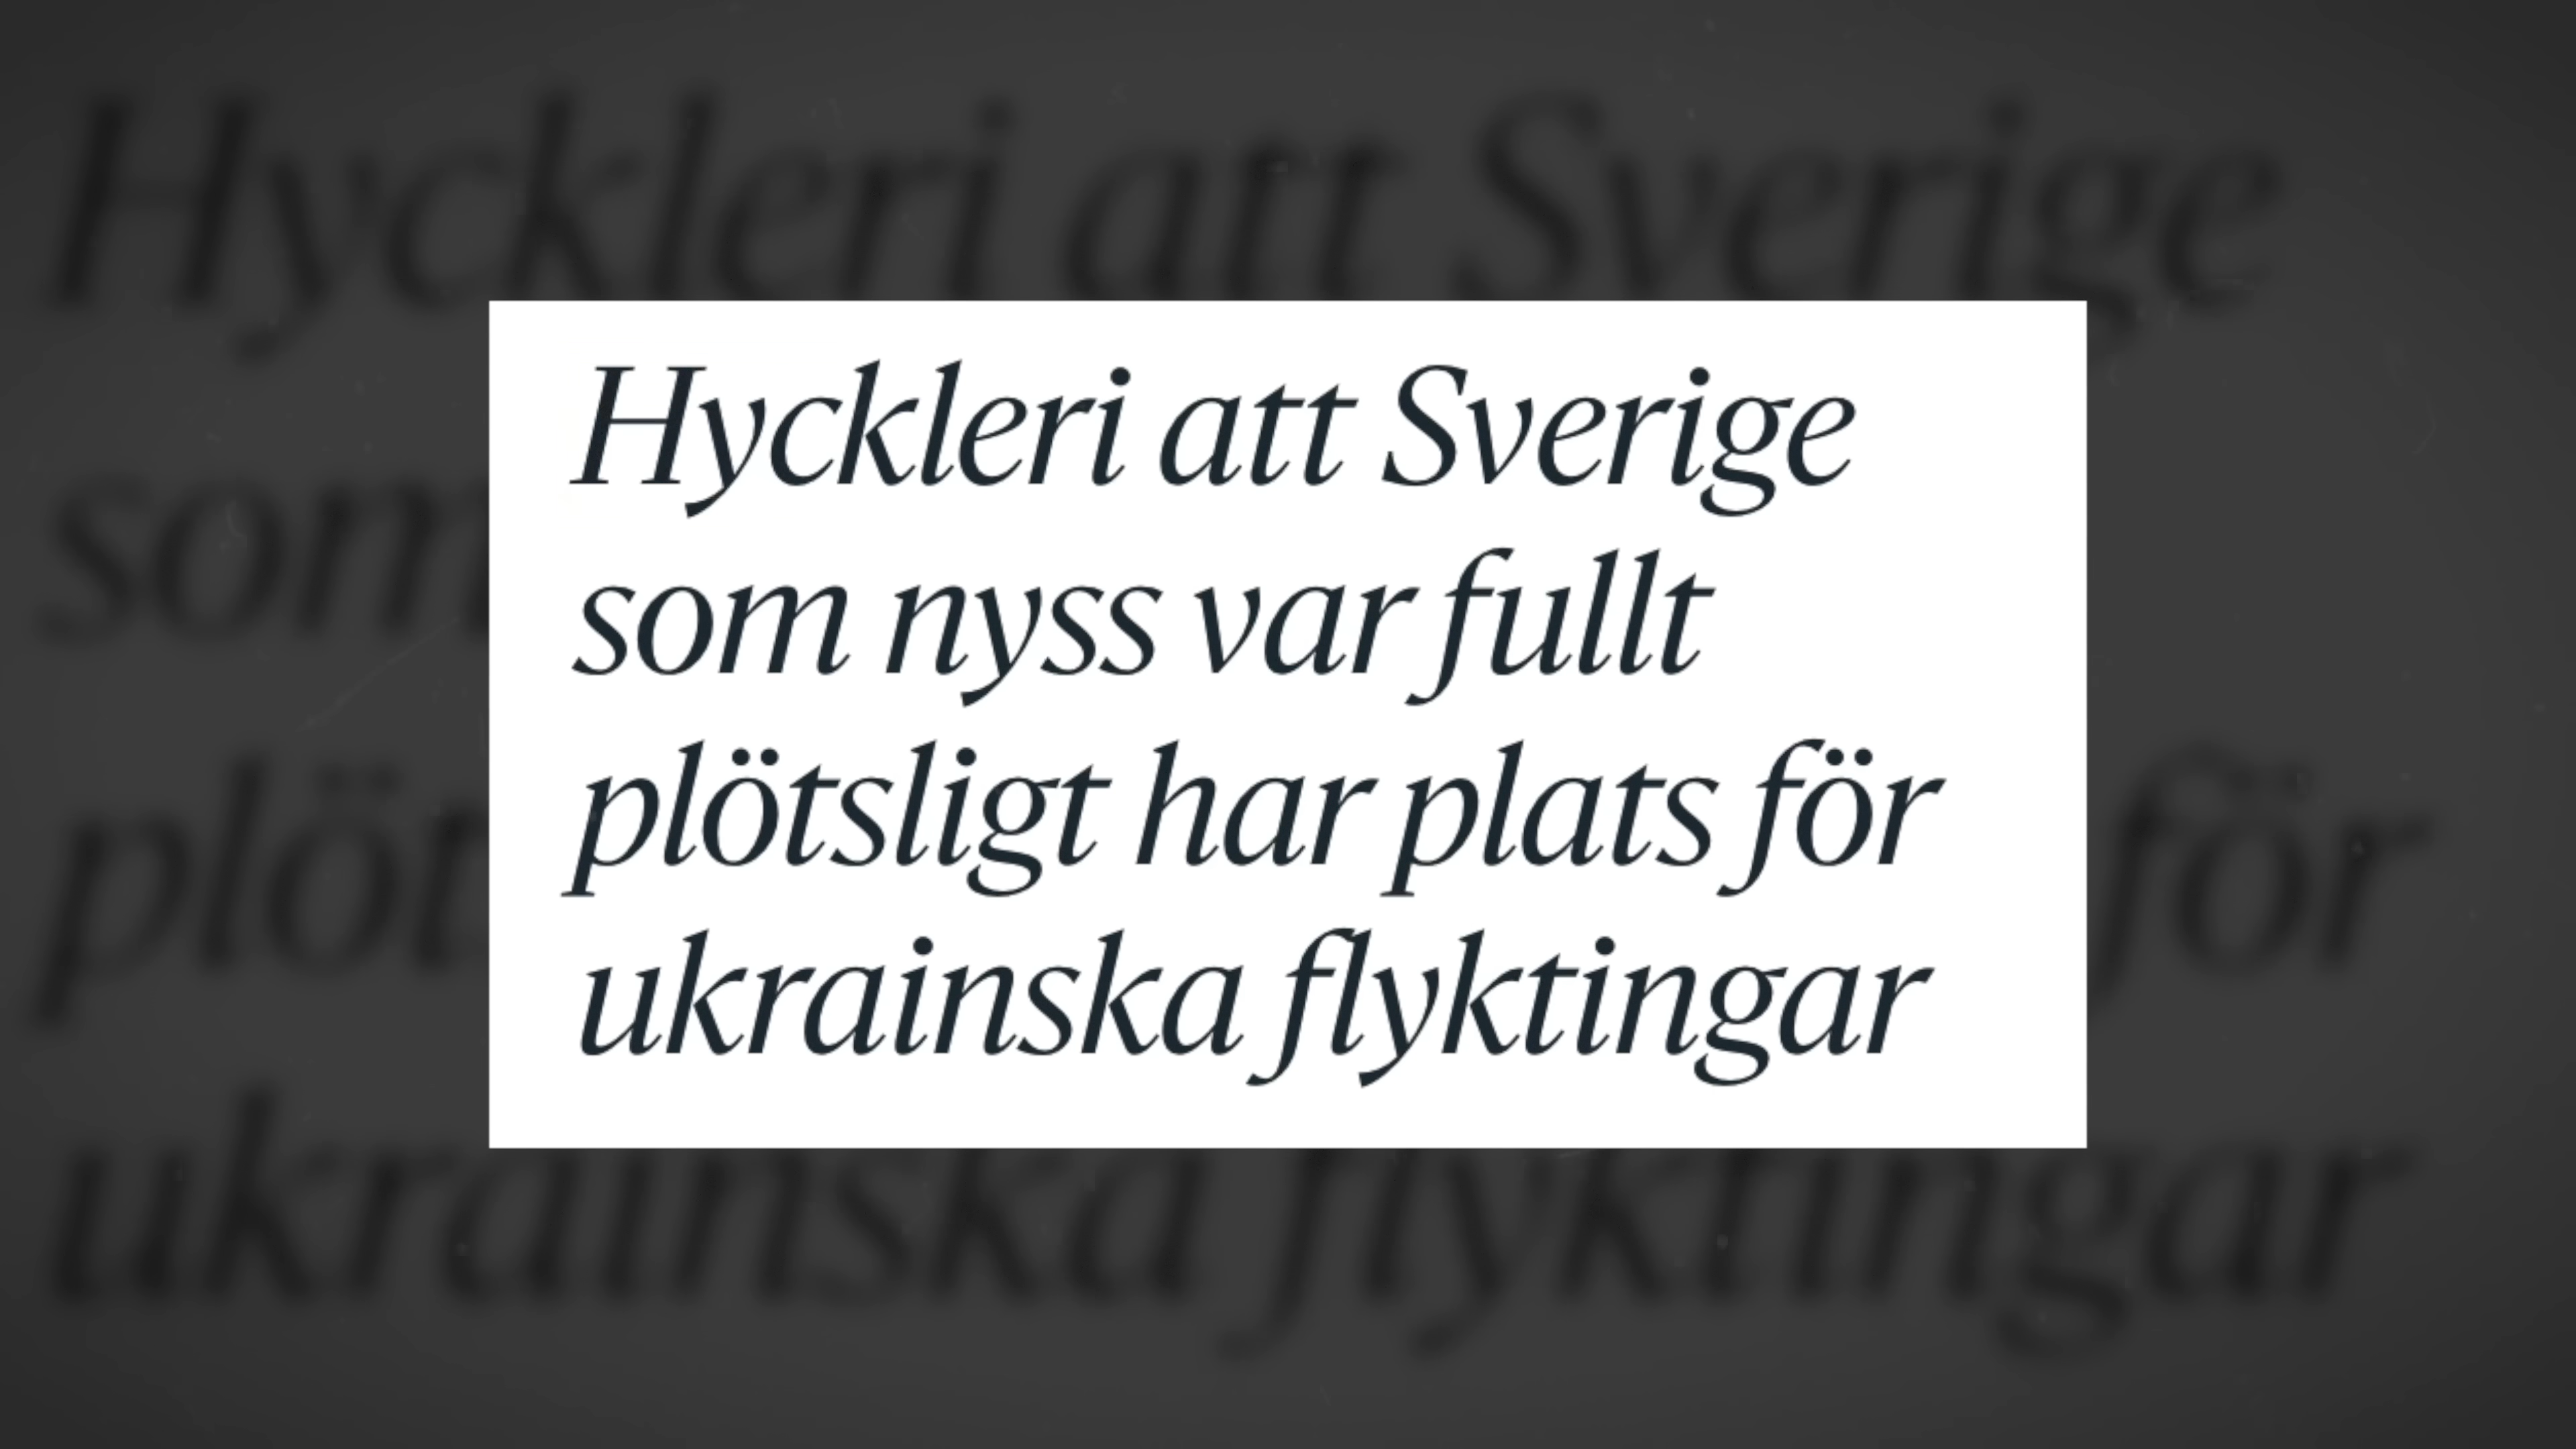 Hyckleri att Sverige
som nyss var fullt
plötsligt har plats för
ukrainska flyktingar